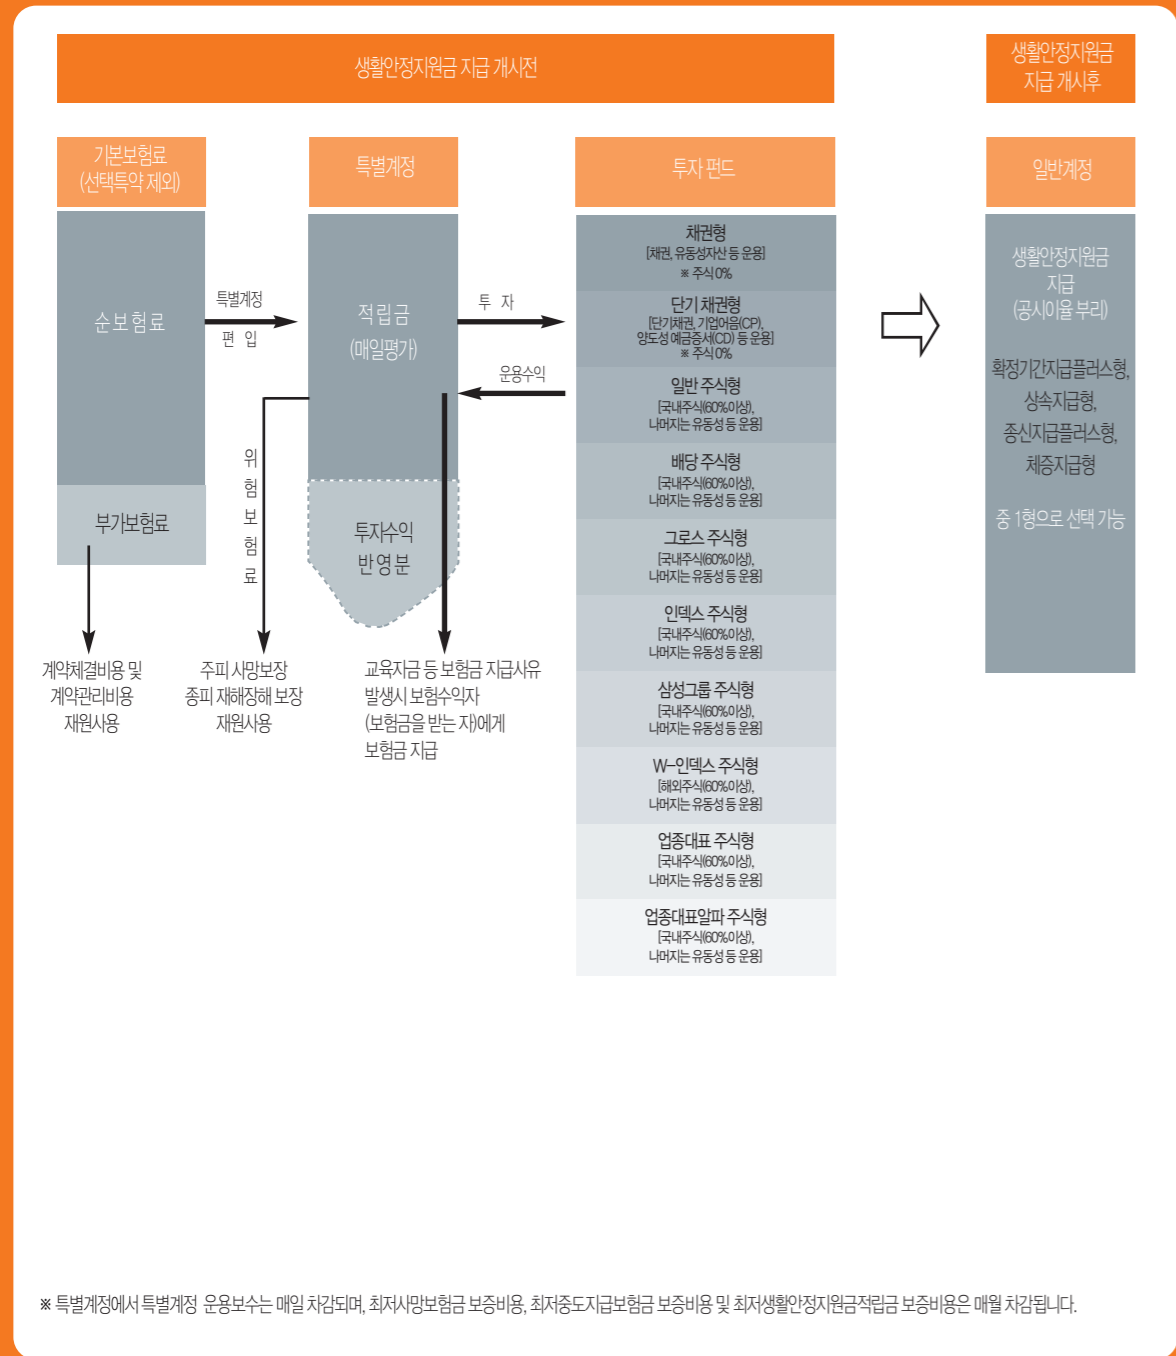 생활안정지원금 지급 개시전
생활안정지원금
지급 개시후
기본보험료
(선택특약 제외)
특별계정
투자 펀드
일반계정
순보험료
부가보험료
특별계정
편 입
적립금
(매일평가)
투자수익
반영분
투 자
운용수익
위
험
보
험
료
계약체결비용 및
계약관리비용
재원사용
주피 사망보장
종피 재해장해 보장
재원사용
교육자금 등 보험금 지급사유
발생시 보험수익자
(보험금을 받는 자)에게
보험금 지급
채권형
[채권, 유동성자산 등 운용]
※ 주식 0%
단기 채권형
[단기채권, 기업어음(CP),
양도성 예금증서(CD) 등 운용]
※ 주식 0%
일반 주식형
[국내주식(60%이상),
나머지는 유동성 등 운용]
배당 주식형
[국내주식(60%이상),
나머지는 유동성 등 운용]
그로스 주식형
[국내주식(60%이상),
나머지는 유동성 등 운용]
인덱스 주식형
[국내주식(60%이상),
나머지는 유동성 등 운용]
삼성그룹 주식형
[국내주식(60%이상),
나머지는 유동성 등 운용]
W-인덱스 주식형
[해외주식(60%이상),
나머지는 유동성 등 운용]
업종대표 주식형
[국내주식(60%이상),
나머지는 유동성 등 운용]
업종대표알파 주식형
[국내주식(60%이상),
나머지는 유동성 등 운용]
생활안정지원금
지급
(공시이율 부리)
확정기간지급플러스형,
상속지급형,
종신지급플러스형,
체증지급형
중 1형으로 선택 가능
※ 특별계정에서 특별계정 운용보수는 매일 차감되며, 최저사망보험금 보증비용, 최저중도지급보험금 보증비용 및 최저생활안정지원금적립금 보증비용은 매월 차감됩니다.